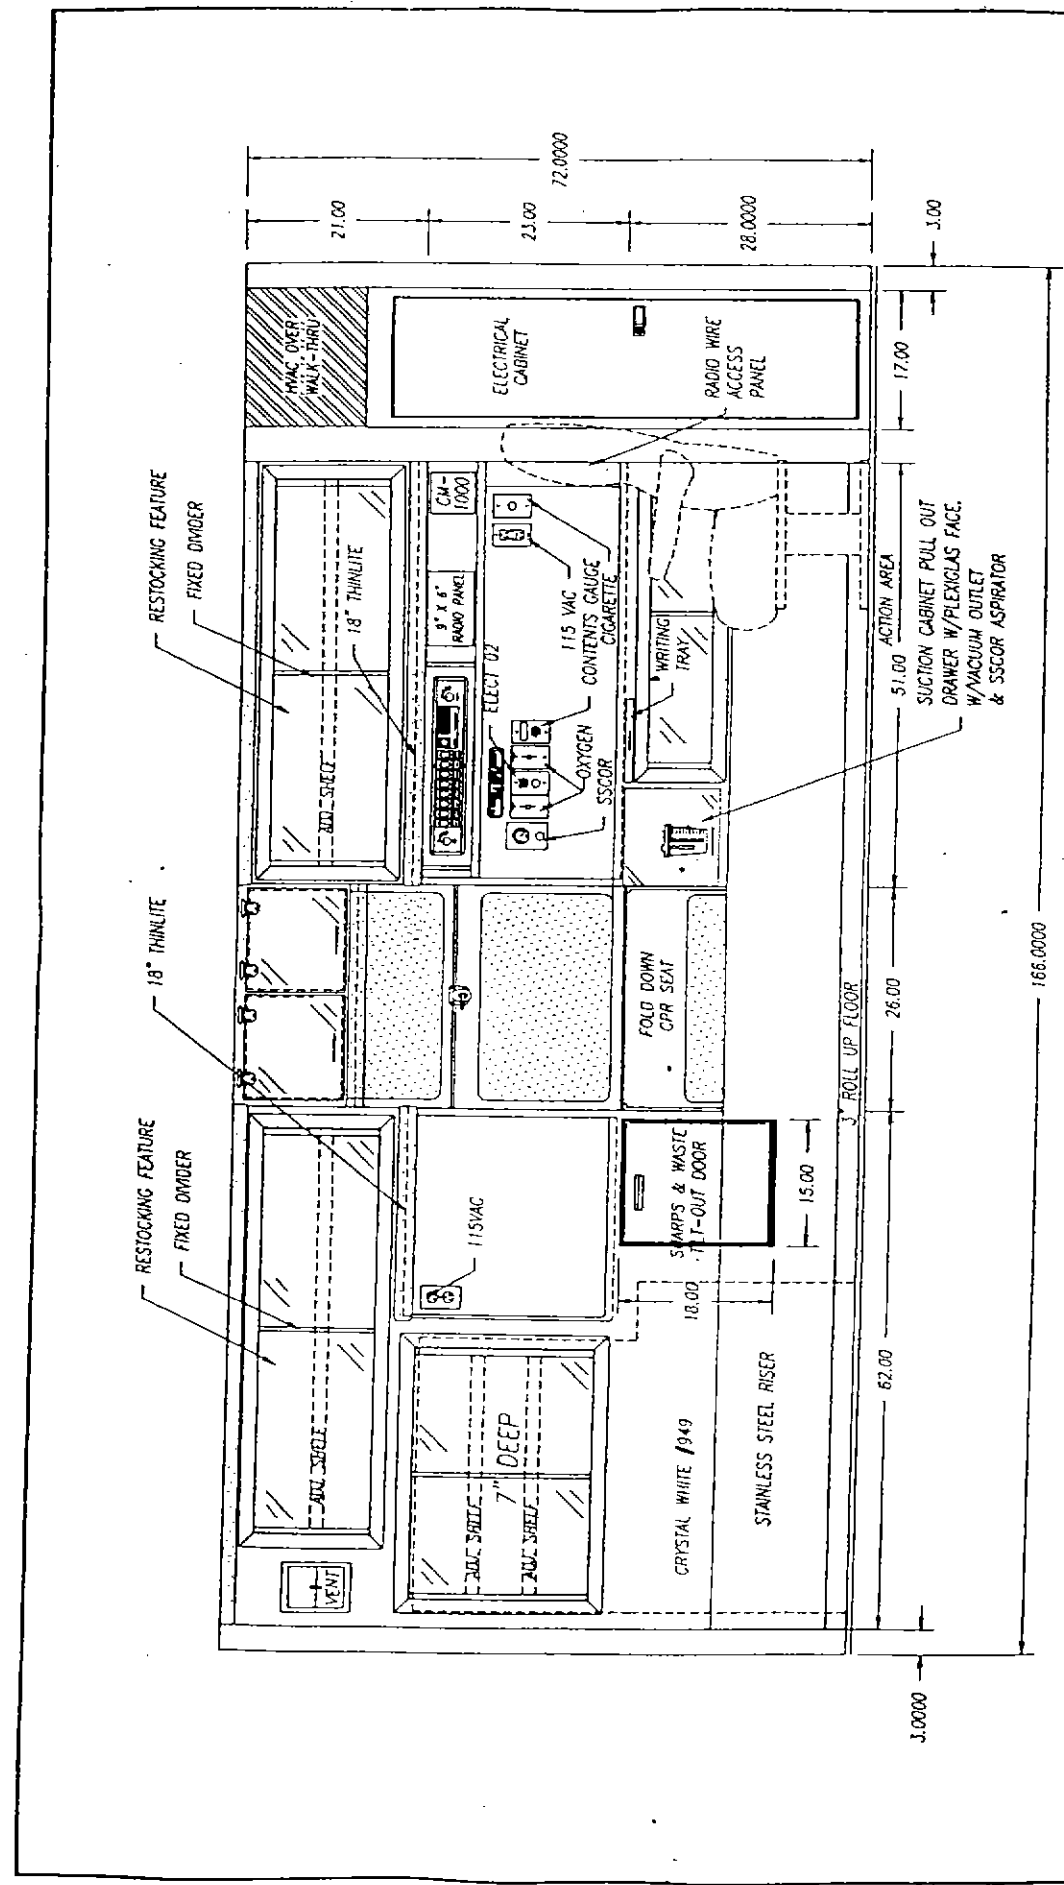 RESTOCKING FEATURE
FIXED DIVIDER
18" THINLITE
RESTOCKING FEATURE
FIXED DIVIDER
18" THINLITE
HVAC OVER
WALK-THRU
VENT
ADJ. SHELF
ADJ. SHELF
7" DEEP
ADJ. SHELF
ADJ. SHELF
115VAC
9" X 6"
RADIO PANEL
CM-
1000
ELECT O2
115 VAC
CONTENTS GAUGE
CIGARETTE
OXYGEN
SSCOR
WRITING
TRAY
ELECTRICAL
CABINET
RADIO WIRE
ACCESS
PANEL
FOLD DOWN
CPR SEAT
SHARPS & WASTE
TILT-OUT DOOR
CRYSTAL WHITE /949
STAINLESS STEEL RISER
3" ROLL UP FLOOR
ACTION AREA
SUCTION CABINET PULL OUT
DRAWER W/PLEXIGLAS FACE.
W/VACUUM OUTLET
& SSCOR ASPIRATOR
21.00
23.00
28.0000
72.0000
18.00
15.00
3.0000
62.00
26.00
51.00
17.00
3.00
166.0000